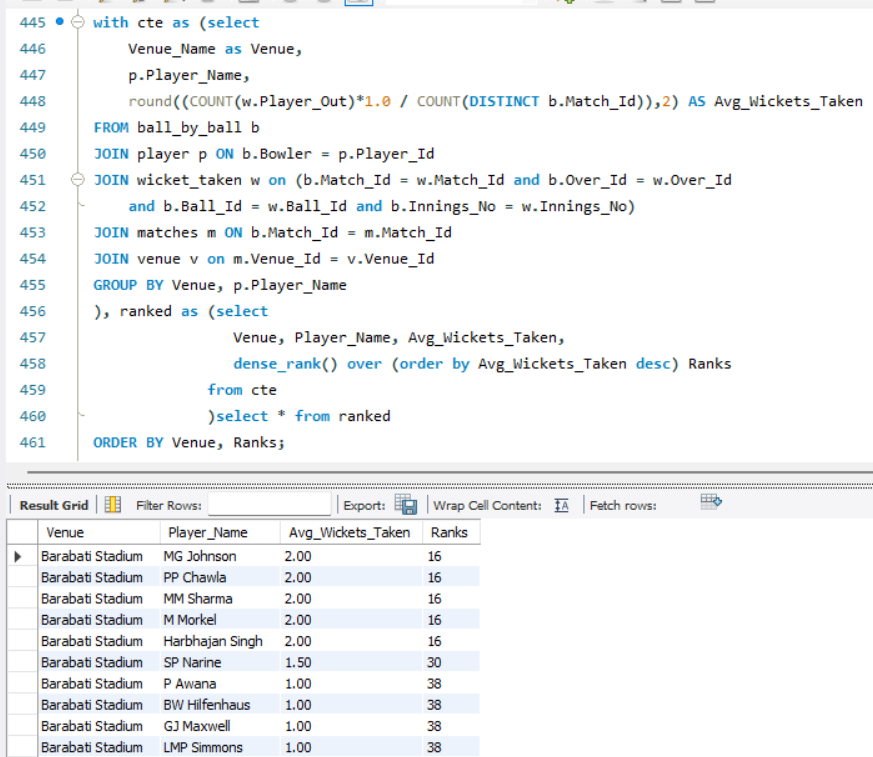 445 with cte as (select
446 Venue_Name as Venue,
447 p.Player_Name,
448 round((COUNT(w.Player_Out)*1.0 / COUNT(DISTINCT b.Match_Id)),2) AS Avg_Wickets_Taken
449 FROM ball_by_ball b
450 JOIN player p ON b.Bowler = p.Player_Id
451 JOIN wicket_taken w on (b.Match_Id = w.Match_Id and b.Over_Id = w.Over_Id
452 and b.Ball_Id = w.Ball_Id and b.Innings_No = w.Innings_No)
453 JOIN matches m ON b.Match_Id = m.Match_Id
454 JOIN venue v on m.Venue_Id = v.Venue_Id
455 GROUP BY Venue, p.Player_Name
456 ), ranked as (select
457 Venue, Player_Name, Avg_Wickets_Taken,
458 dense_rank() over (order by Avg_Wickets_Taken desc) Ranks
459 from cte
460 )select * from ranked
461 ORDER BY Venue, Ranks;
Result Grid Filter Rows: Export: Wrap Cell Content: Fetch rows:
Venue Player_Name Avg_Wickets_Taken Ranks
Barabati Stadium MG Johnson 2.00 16
Barabati Stadium PP Chawla 2.00 16
Barabati Stadium MM Sharma 2.00 16
Barabati Stadium M Morkel 2.00 16
Barabati Stadium Harbhajan Singh 2.00 16
Barabati Stadium SP Narine 1.50 30
Barabati Stadium P Awana 1.00 38
Barabati Stadium BW Hilfenhaus 1.00 38
Barabati Stadium GJ Maxwell 1.00 38
Barabati Stadium LMP Simmons 1.00 38